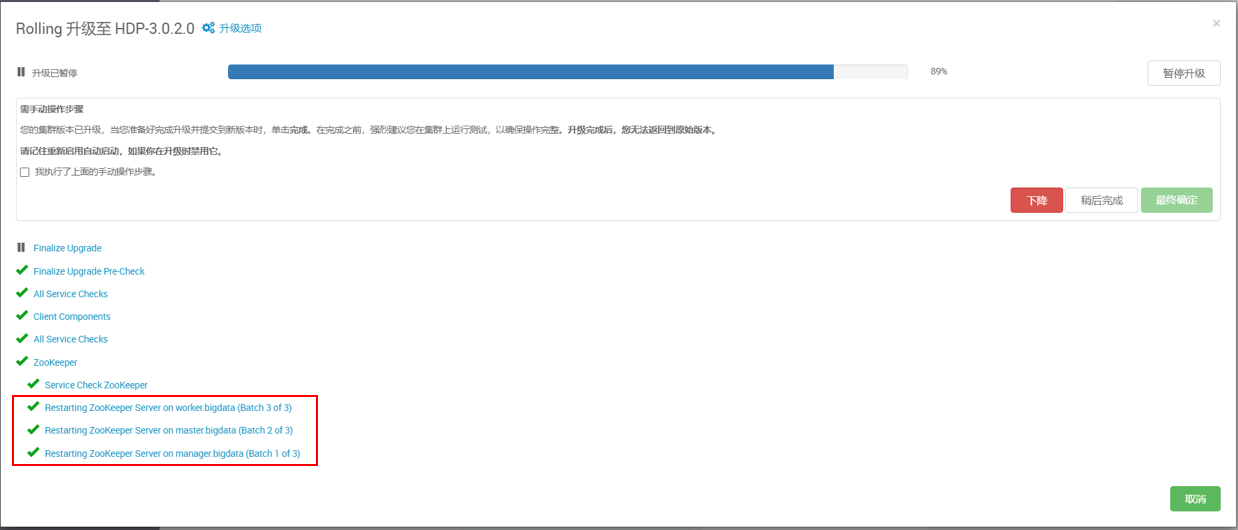 Rolling 升级至 HDP-3.0.2.0 升级选项 ×
升级已暂停 89% 暂停升级
需手动操作步骤
您的集群版本已升级，当您准备好完成升级并提交到新版本时，单击完成。在完成之前，强烈建议您在集群上运行测试，以确保操作完整。升级完成后，您无法返回到原始版本。
请记住重新启用自动启动，如果你在升级时禁用它。
我执行了上面的手动操作步骤。
下降 稍后完成 最终确定
Finalize Upgrade
Finalize Upgrade Pre-Check
All Service Checks
Client Components
All Service Checks
ZooKeeper
Service Check ZooKeeper
Restarting ZooKeeper Server on worker.bigdata (Batch 3 of 3)
Restarting ZooKeeper Server on master.bigdata (Batch 2 of 3)
Restarting ZooKeeper Server on manager.bigdata (Batch 1 of 3)
取消